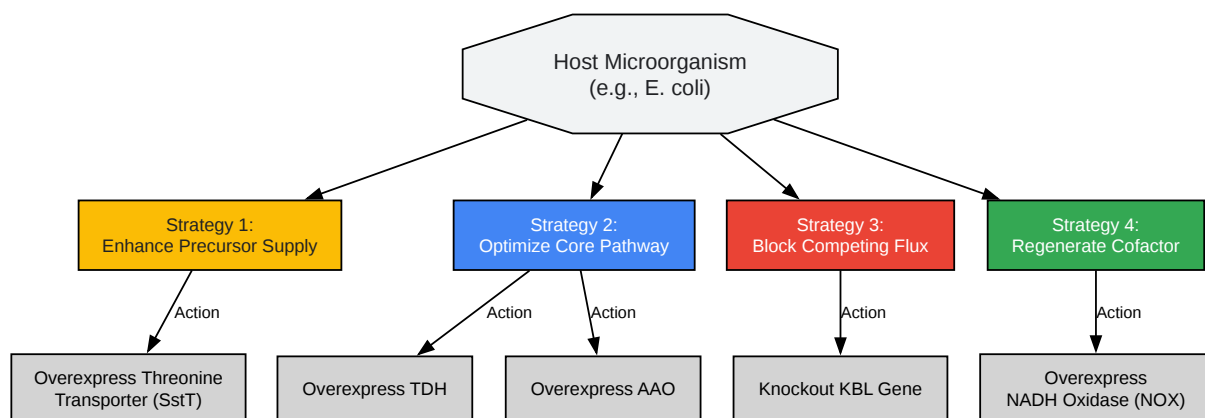 Host Microorganism
(e.g., E. coli)
Strategy 1:
Enhance Precursor Supply
Strategy 2:
Optimize Core Pathway
Strategy 3:
Block Competing Flux
Strategy 4:
Regenerate Cofactor
Action
Action
Action
Action
Action
Overexpress Threonine
Transporter (SstT)
Overexpress TDH
Overexpress AAO
Knockout KBL Gene
Overexpress
NADH Oxidase (NOX)